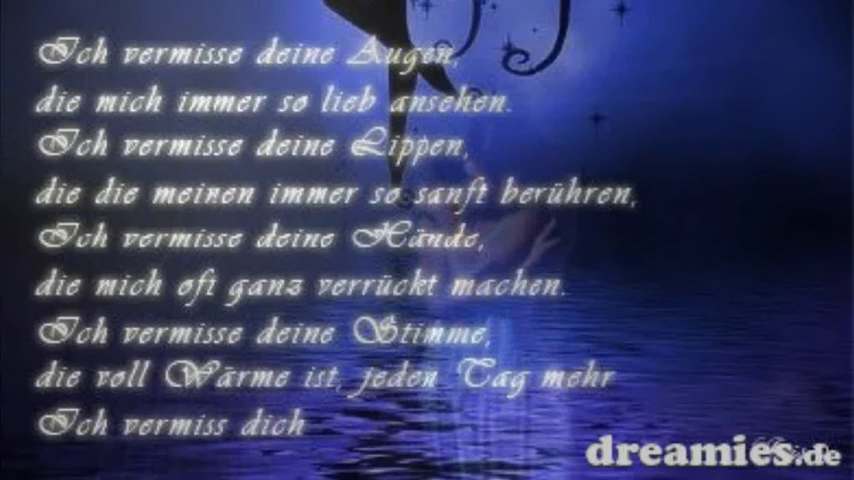 Ich vermisse deine Augen,
die mich immer so lieb ansehen.
Ich vermisse deine Lippen,
die die meinen immer so sanft berühren,
Ich vermisse deine Hände,
die mich oft ganz verrückt machen.
Ich vermisse deine Stimme,
die voll Wärme ist, jeden Tag mehr
Ich vermiss dich
dreamies.de